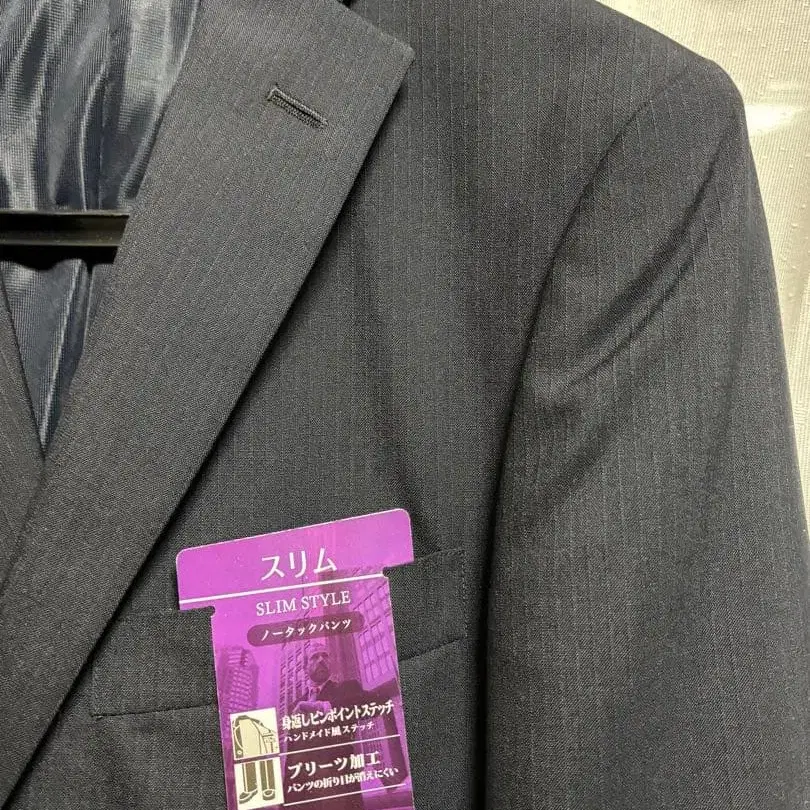 スリム
SLIM STYLE
ノータックパンツ
身返しピンポイントステッチ
ハンドメイド風ステッチ
プリーツ加工
パンツの折り目が消えにくい